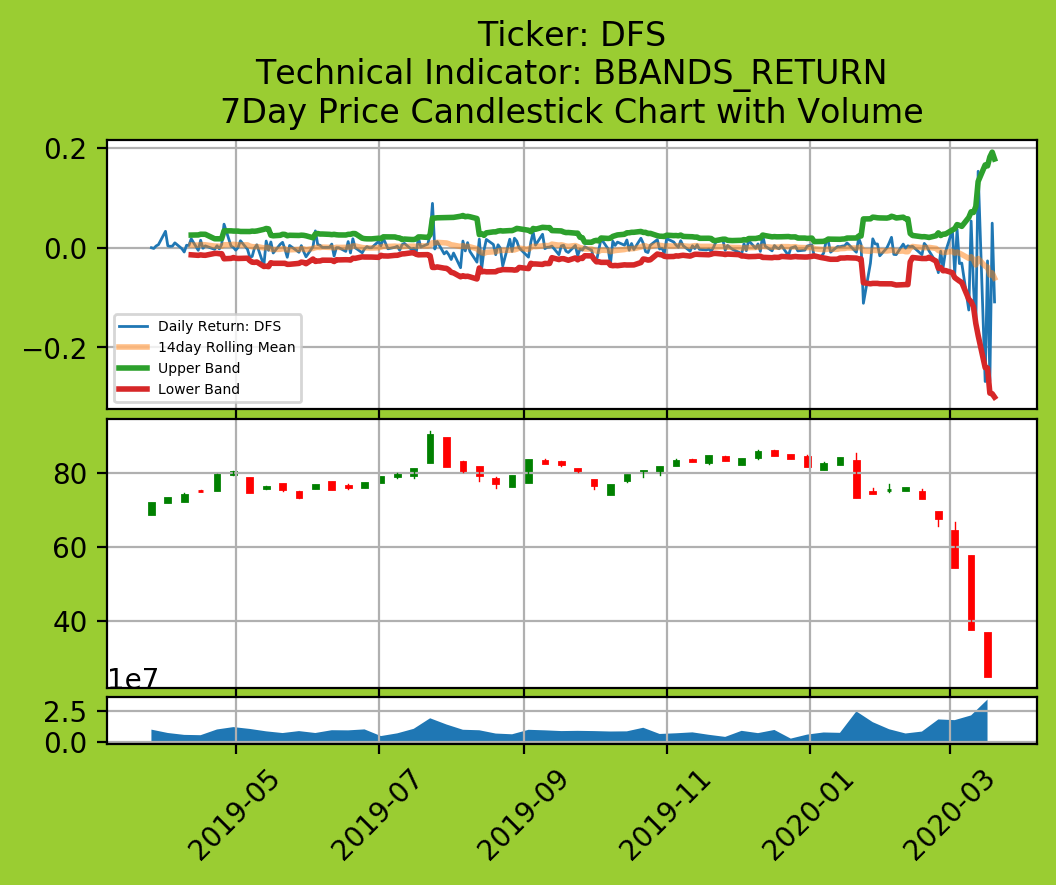 Ticker: DFS
Technical Indicator: BBANDS_RETURN
7Day Price Candlestick Chart with Volume
0.2
0.0
−0.2
Daily Return: DFS
14day Rolling Mean
Upper Band
Lower Band
80
60
40
1e7
2.5
0.0
2019-05
2019-07
2019-09
2019-11
2020-01
2020-03